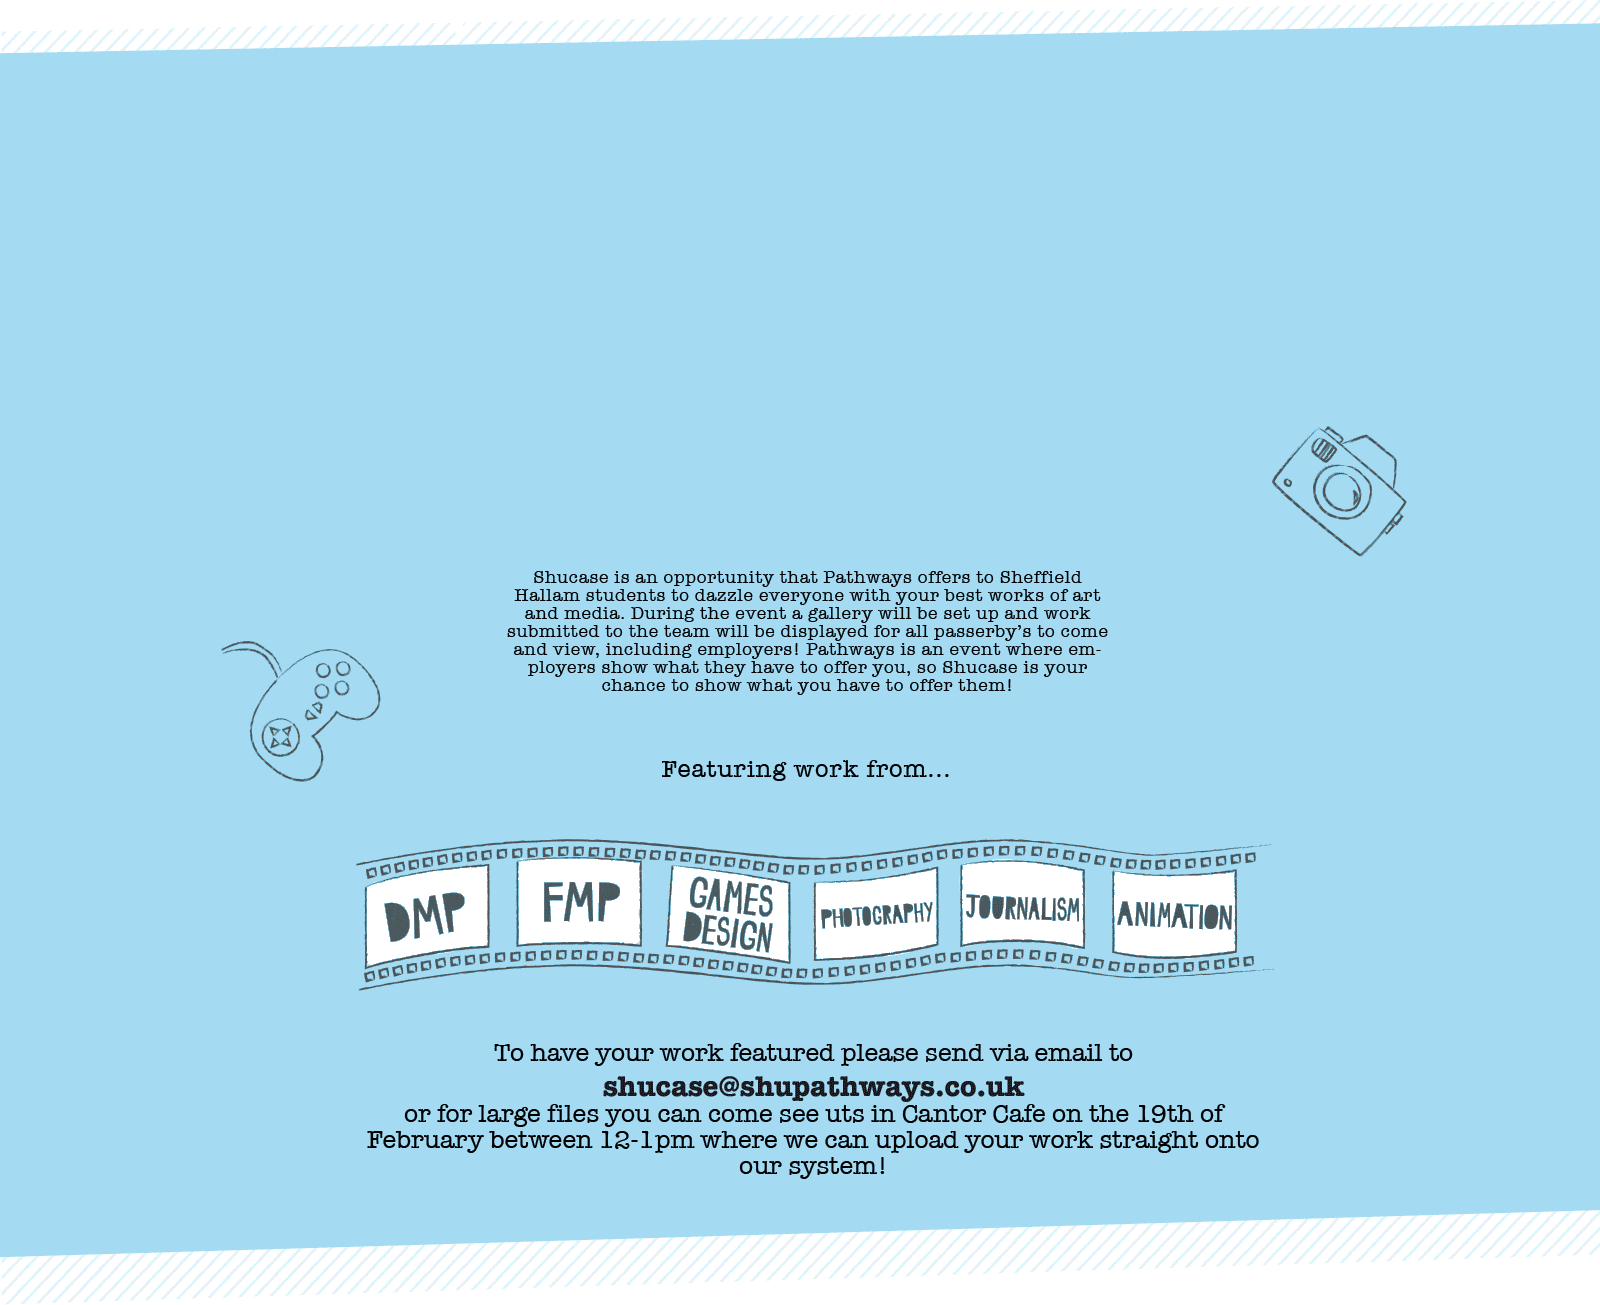 Shucase is an opportunity that Pathways offers to Sheffield
Hallam students to dazzle everyone with your best works of art
and media. During the event a gallery will be set up and work
submitted to the team will be displayed for all passerby's to come
and view, including employers! Pathways is an event where em-
ployers show what they have to offer you, so Shucase is your
chance to show what you have to offer them!
Featuring work from...
DMP
FMP
GAMES
DESIGN
PHOTOGRAPHY
JOURNALISM
ANIMATION
To have your work featured please send via email to
shucase@shupathways.co.uk
or for large files you can come see uts in Cantor Cafe on the 19th of
February between 12-1pm where we can upload your work straight onto
our system!